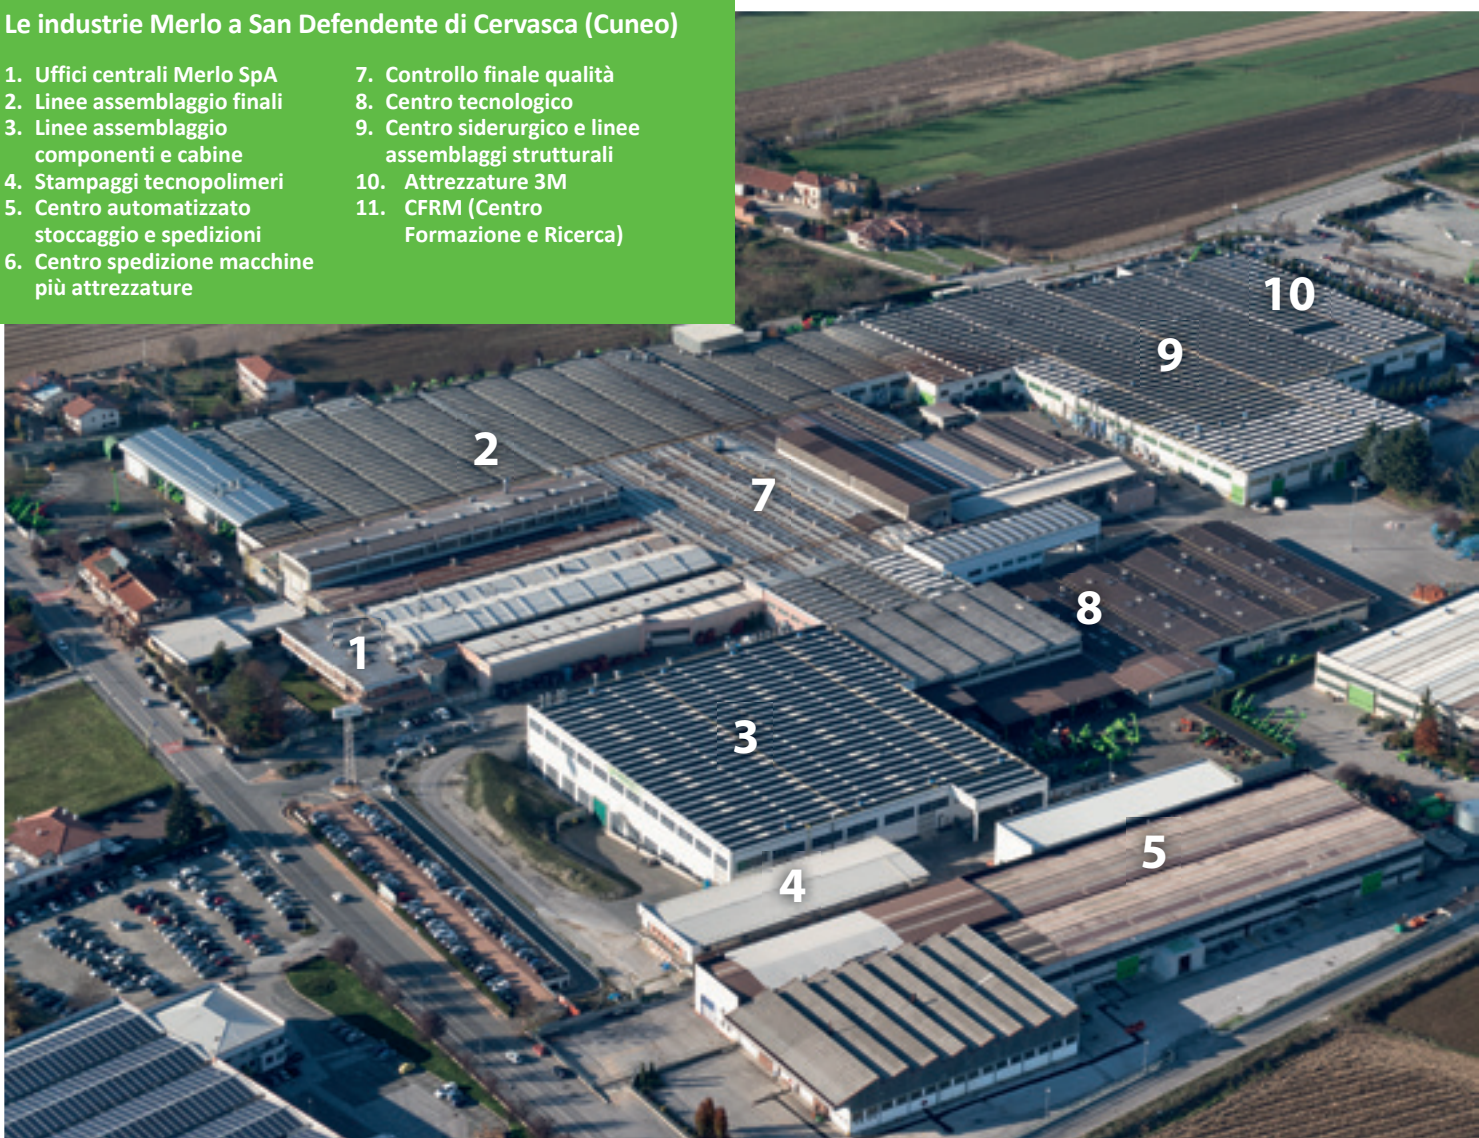 Le industrie Merlo a San Defendente di Cervasca (Cuneo)
1. Uffici centrali Merlo SpA
2. Linee assemblaggio finali
3. Linee assemblaggio
componenti e cabine
4. Stampaggi tecnopolimeri
5. Centro automatizzato
stoccaggio e spedizioni
6. Centro spedizione macchine
più attrezzature
7. Controllo finale qualità
8. Centro tecnologico
9. Centro siderurgico e linee
assemblaggi strutturali
10. Attrezzature 3M
11. CFRM (Centro
Formazione e Ricerca)
10
9
2
7
8
1
3
5
4